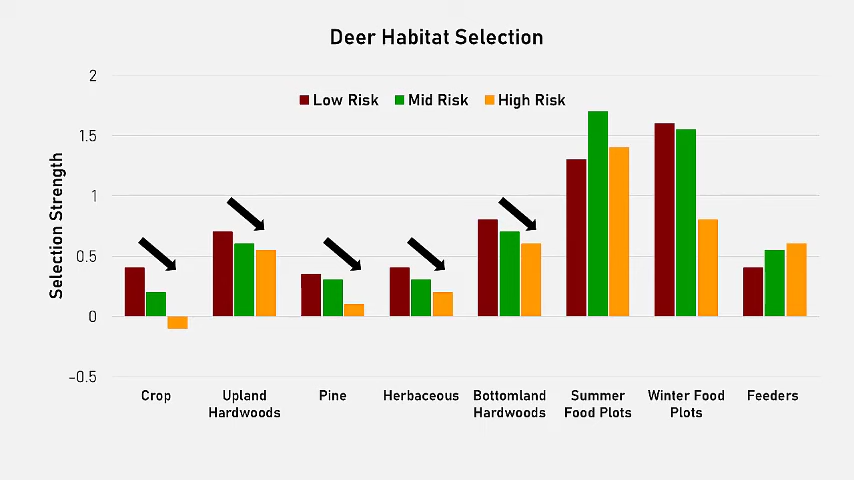 Deer Habitat Selection
2
Low Risk Mid Risk High Risk
1.5
1
0.5
0
-0.5
Selection Strength
Crop
Upland
Hardwoods
Pine
Herbaceous
Bottomland
Hardwoods
Summer
Food Plots
Winter Food
Plots
Feeders